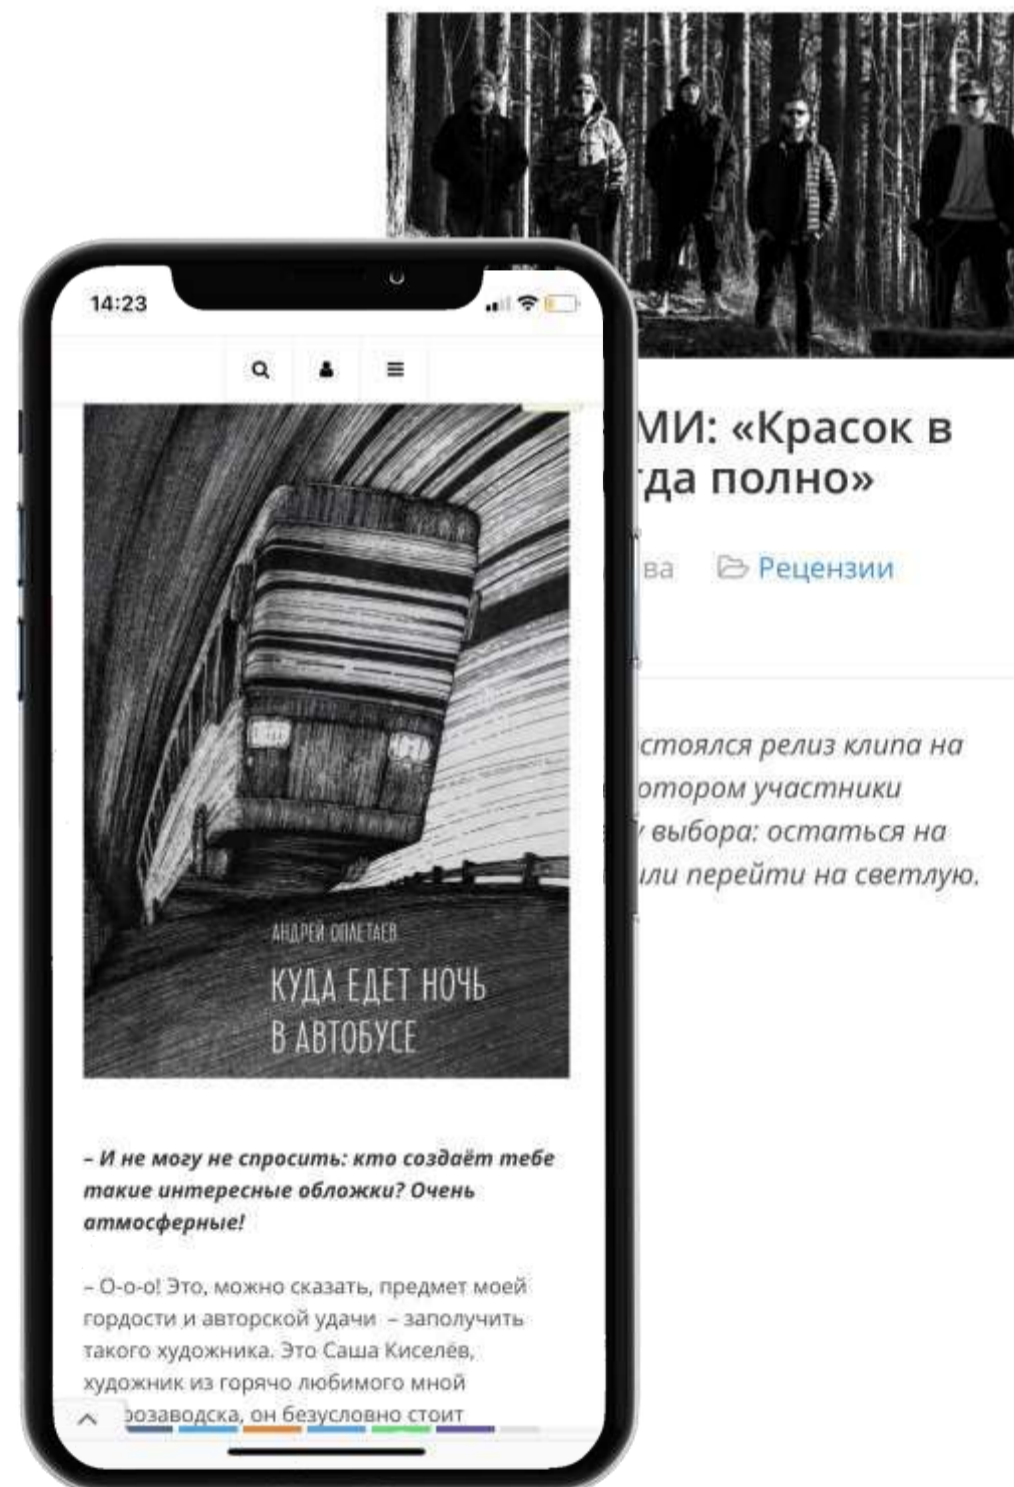 14:23
МИ: «Красок в
да полно»
ва Рецензии
стоялся релиз клипа на
отором участники
выбора: остаться на
или перейти на светлую.
АНДРЕЙ ОПЛЕТАЕВ
КУДА ЕДЕТ НОЧЬ
В АВТОБУСЕ
– И не могу не спросить: кто создаёт тебе
такие интересные обложки? Очень
атмосферные!
– О-о-о! Это, можно сказать, предмет моей
гордости и авторской удачи – заполучить
такого художника. Это Саша Киселёв,
художник из горячо любимого мной
розаводска, он безусловно стоит